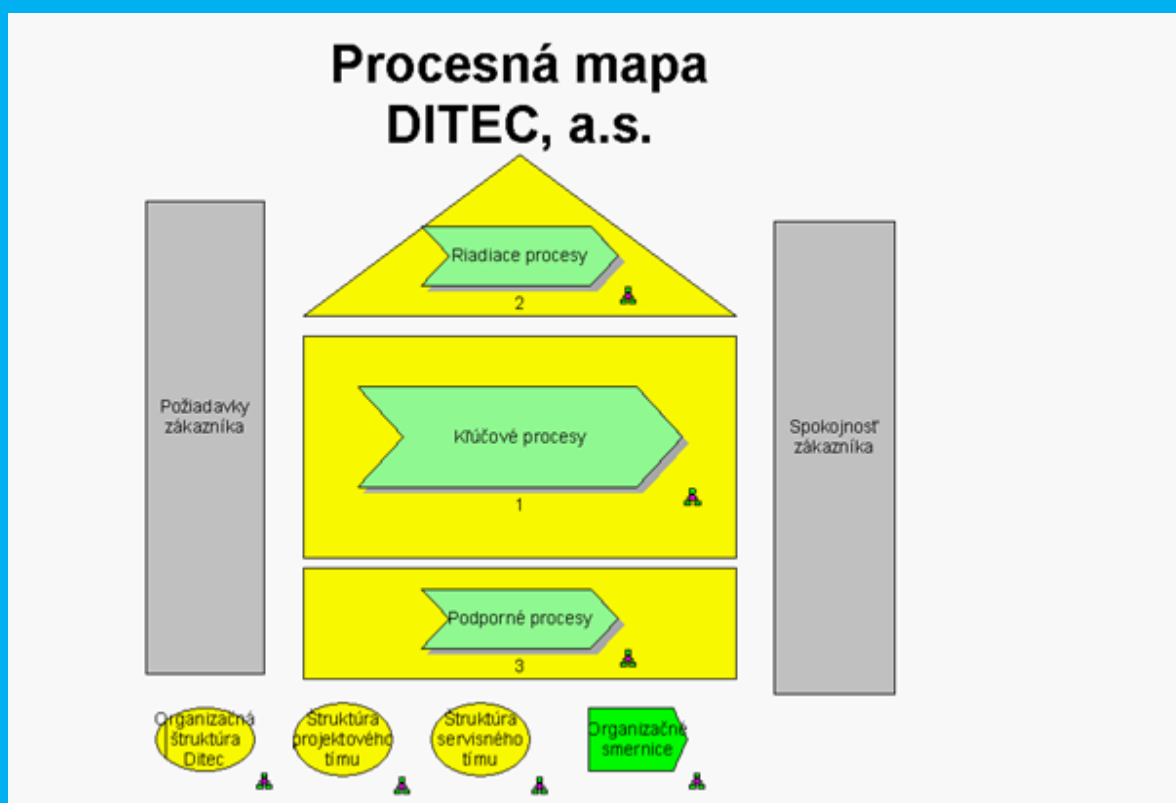 Procesná mapa
DITEC, a.s.
Riadiace procesy
2
Požiadavky
zákazníka
Kľúčové procesy
1
Spokojnosť
zákazníka
Podporné procesy
3
Organizačná
štruktúra
Ditec
Štruktúra
projektového
tímu
Štruktúra
servisného
tímu
Organizačné
smernice